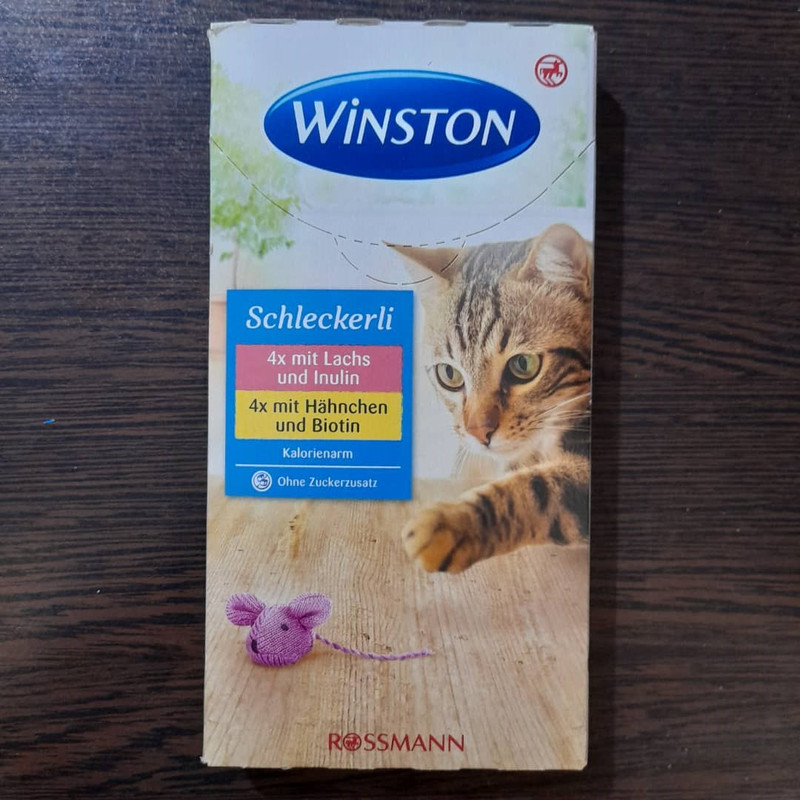 WiNSTON
Schleckerli
4x mit Lachs
und Inulin
4x mit Hähnchen
und Biotin
Kalorienarm
Ohne Zuckerzusatz
ROSSMANN